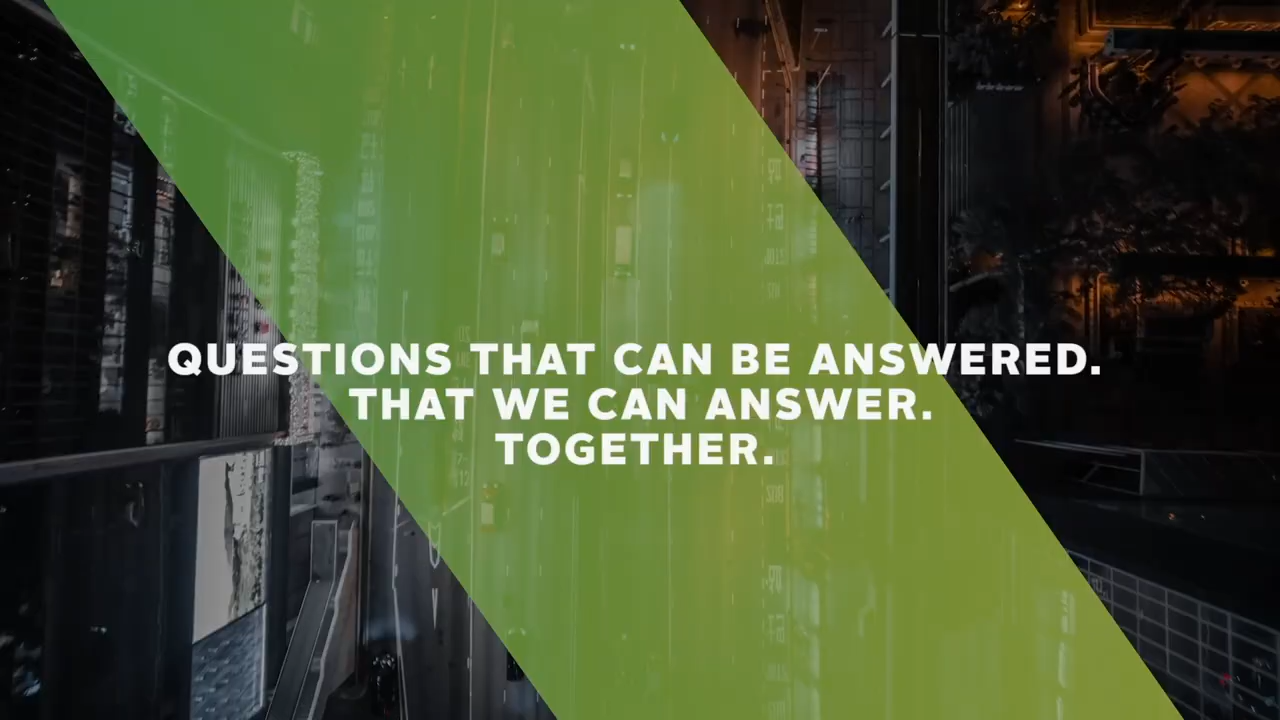 QUESTIONS THAT CAN BE ANSWERED.
THAT WE CAN ANSWER.
TOGETHER.